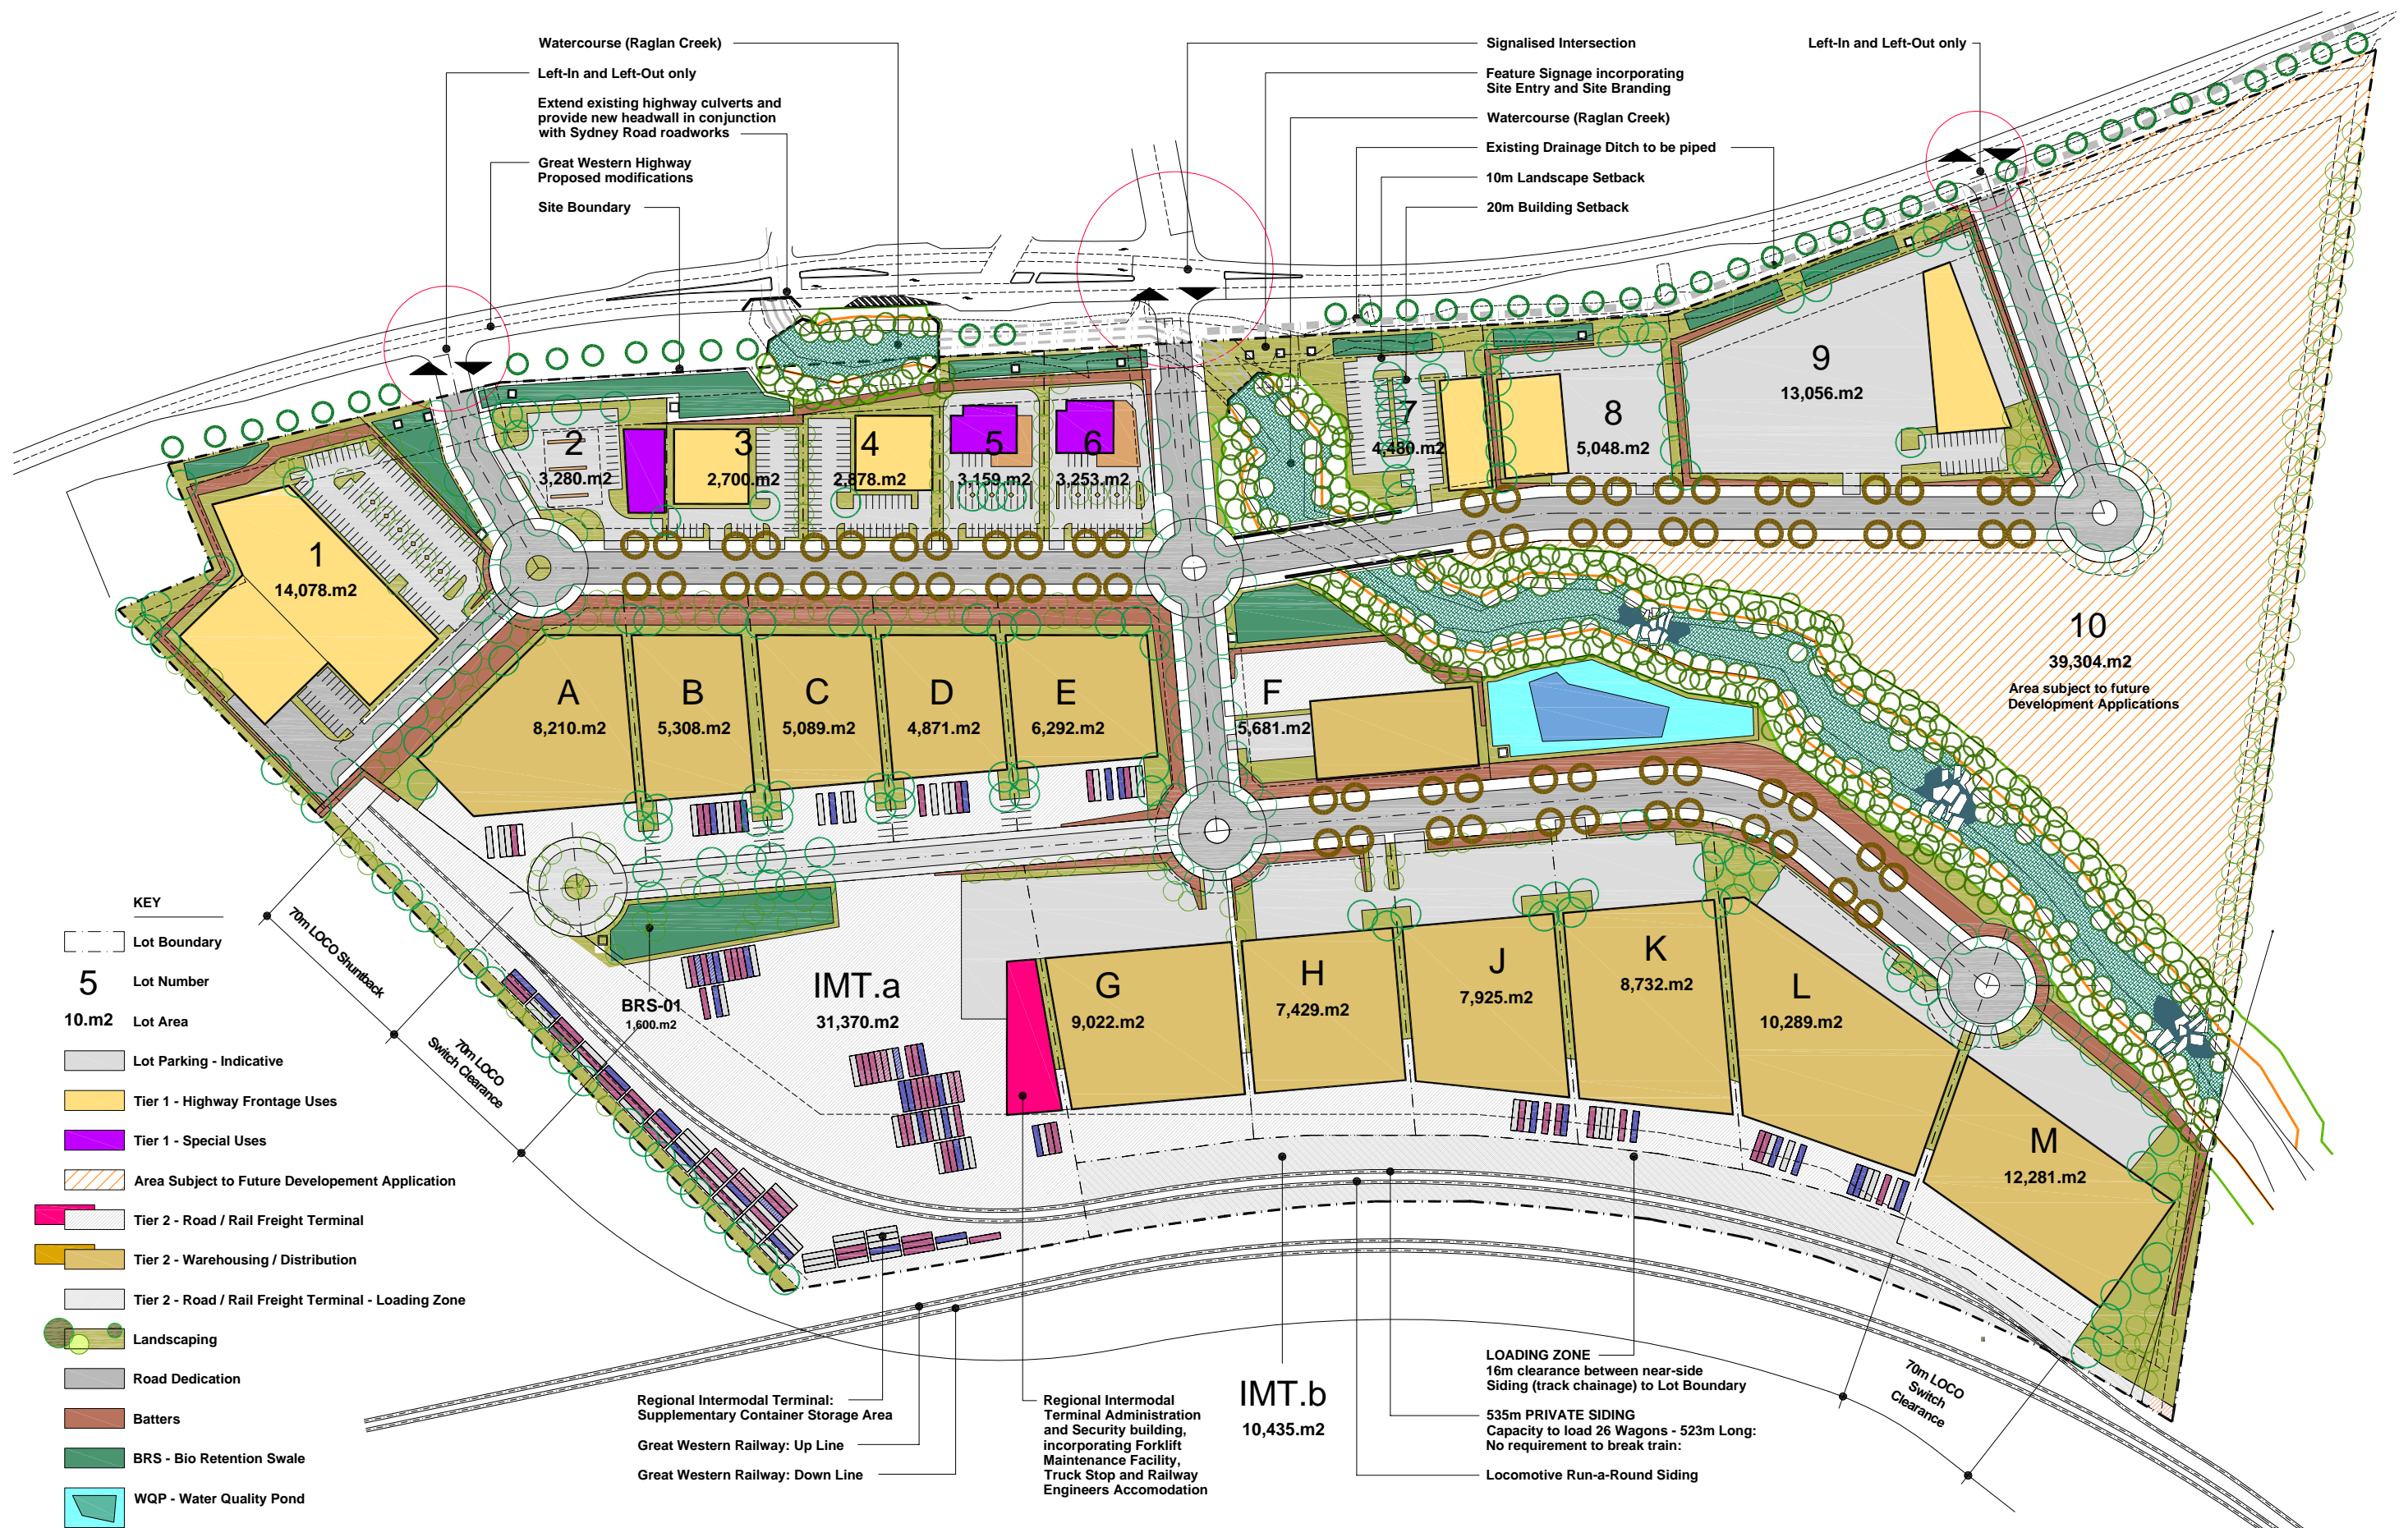 Watercourse (Raglan Creek)
Left-In and Left-Out only
Extend existing highway culverts and
provide new headwall in conjunction
with Sydney Road roadworks
Great Western Highway
Proposed modifications
Site Boundary
Signalised Intersection
Feature Signage incorporating
Site Entry and Site Branding
Watercourse (Raglan Creek)
Existing Drainage Ditch to be piped
10m Landscape Setback
20m Building Setback
Left-In and Left-Out only
1
14,078.m2
2
3,280.m2
3
2,700.m2
4
2,878.m2
5
3,159.m2
6
3,253.m2
7
4,480.m2
8
5,048.m2
9
13,056.m2
10
39,304.m2
Area subject to future
Development Applications
A
8,210.m2
B
5,308.m2
C
5,089.m2
D
4,871.m2
E
6,292.m2
F
5,681.m2
G
9,022.m2
H
7,429.m2
J
7,925.m2
K
8,732.m2
L
10,289.m2
M
12,281.m2
IMT.a
31,370.m2
BRS-01
1,600.m2
70m LOCO Shuntback
70m LOCO
Switch Clearance
KEY
Lot Boundary
5
Lot Number
10.m2
Lot Area
Lot Parking - Indicative
Tier 1 - Highway Frontage Uses
Tier 1 - Special Uses
Area Subject to Future Developement Application
Tier 2 - Road / Rail Freight Terminal
Tier 2 - Warehousing / Distribution
Tier 2 - Road / Rail Freight Terminal - Loading Zone
Landscaping
Road Dedication
Batters
BRS - Bio Retention Swale
WQP - Water Quality Pond
Regional Intermodal Terminal:
Supplementary Container Storage Area
Great Western Railway: Up Line
Great Western Railway: Down Line
Regional Intermodal
Terminal Administration
and Security building,
incorporating Forklift
Maintenance Facility,
Truck Stop and Railway
Engineers Accomodation
IMT.b
10,435.m2
LOADING ZONE
16m clearance between near-side
Siding (track chainage) to Lot Boundary
535m PRIVATE SIDING
Capacity to load 26 Wagons - 523m Long:
No requirement to break train:
Locomotive Run-a-Round Siding
70m LOCO
Switch
Clearance